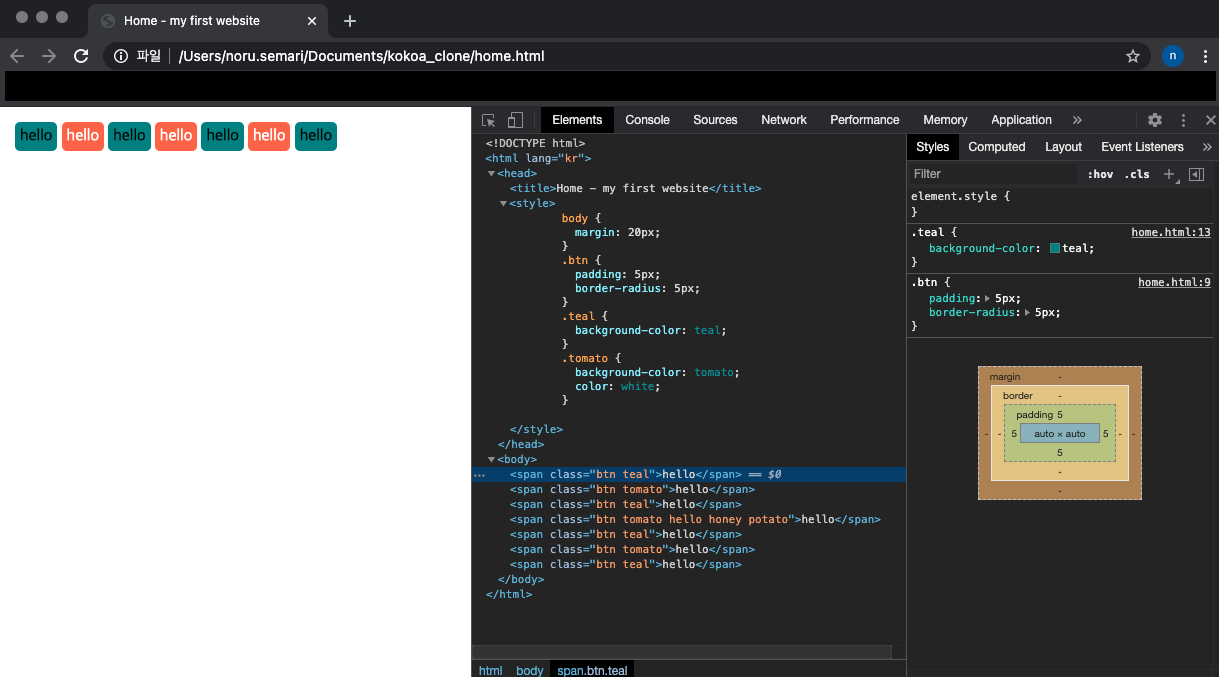 Home - my first website
파일 /Users/noru.semari/Documents/kokoa_clone/home.html
n
hello hello hello hello hello hello hello
Elements Console Sources Network Performance Memory Application »
<!DOCTYPE html>
<html lang="kr">
<head>
<title>Home - my first website</title>
<style>
body {
margin: 20px;
}
.btn {
padding: 5px;
border-radius: 5px;
}
.teal {
background-color: teal;
}
.tomato {
background-color: tomato;
color: white;
}
</style>
</head>
<body>
<span class="btn teal">hello</span> == $0
<span class="btn tomato">hello</span>
<span class="btn teal">hello</span>
<span class="btn tomato hello honey potato">hello</span>
<span class="btn teal">hello</span>
<span class="btn tomato">hello</span>
<span class="btn teal">hello</span>
</body>
</html>
html body span.btn.teal
Styles Computed Layout Event Listeners »
Filter :hov .cls +
element.style {
}
.teal { home.html:13
background-color: teal;
}
.btn { home.html:9
padding: 5px;
border-radius: 5px;
}
margin -
border -
padding 5
- - 5 auto × auto 5 - -
5
-
-